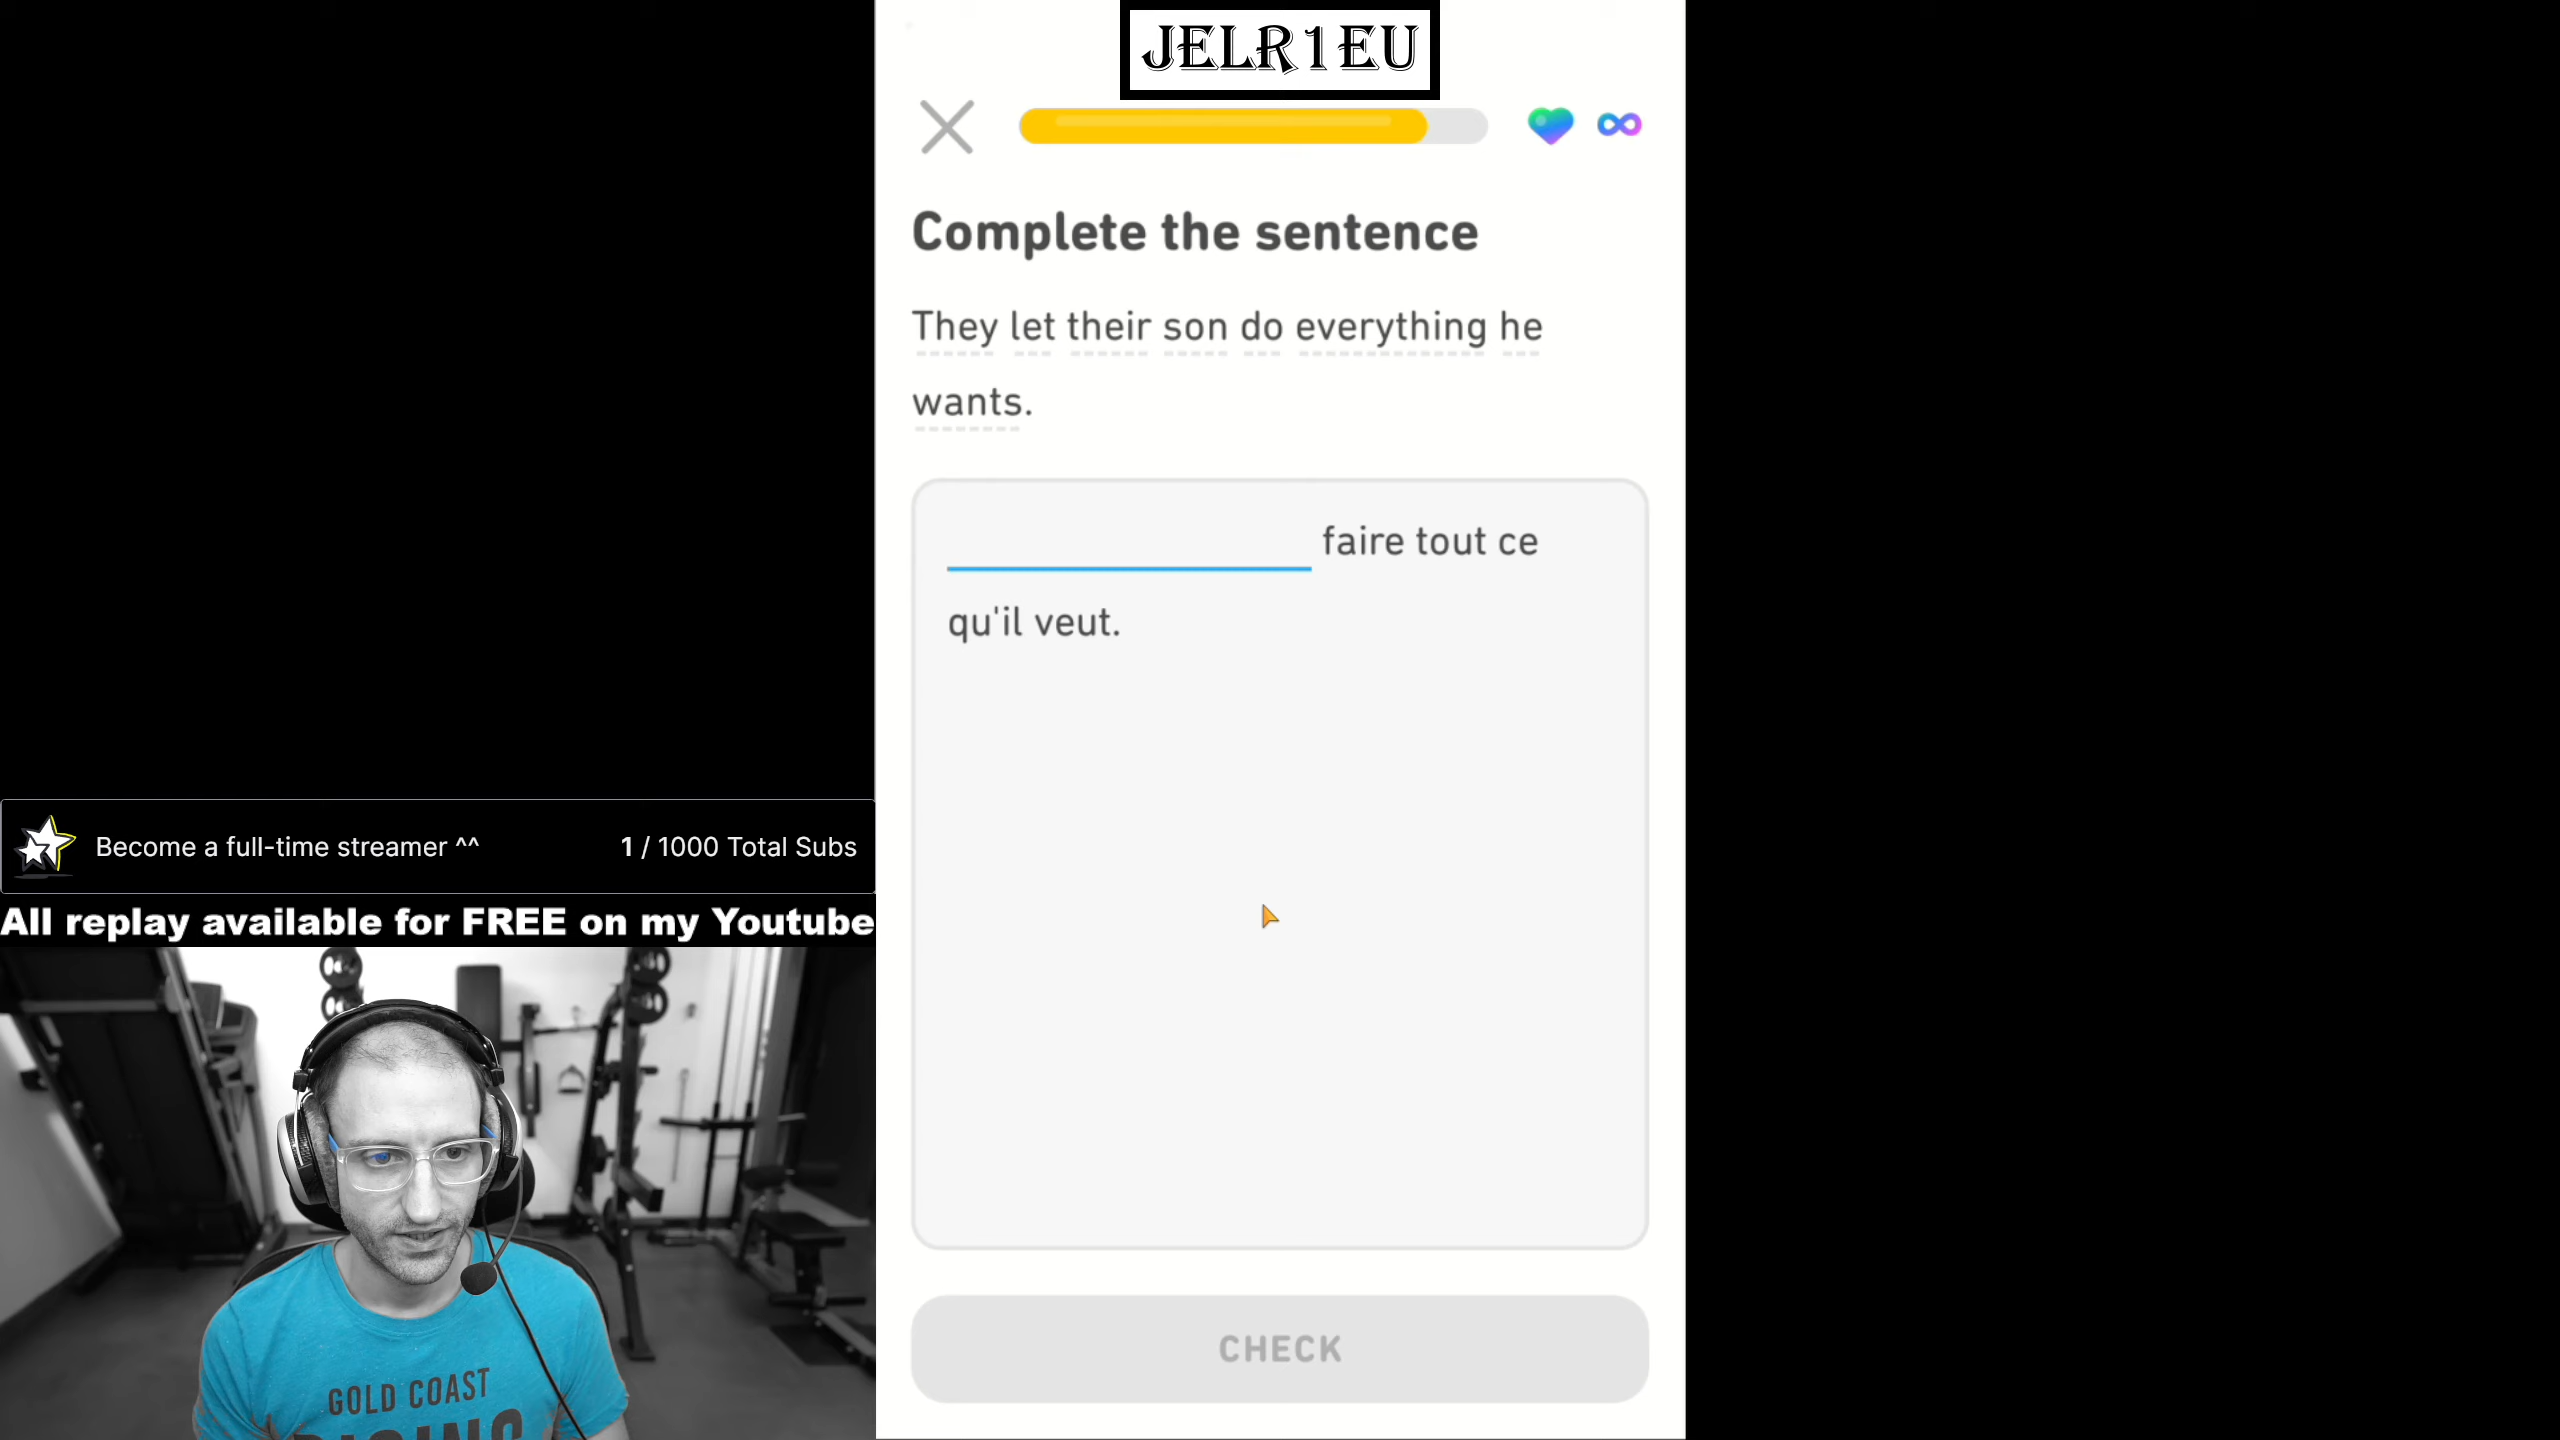 JELR1EU
Complete the sentence
They let their son do everything he
wants.
faire tout ce
qu'il veut.
CHECK
Become a full-time streamer ^^ 1 / 1000 Total Subs
All replay available for FREE on my Youtube
GOLD COAST